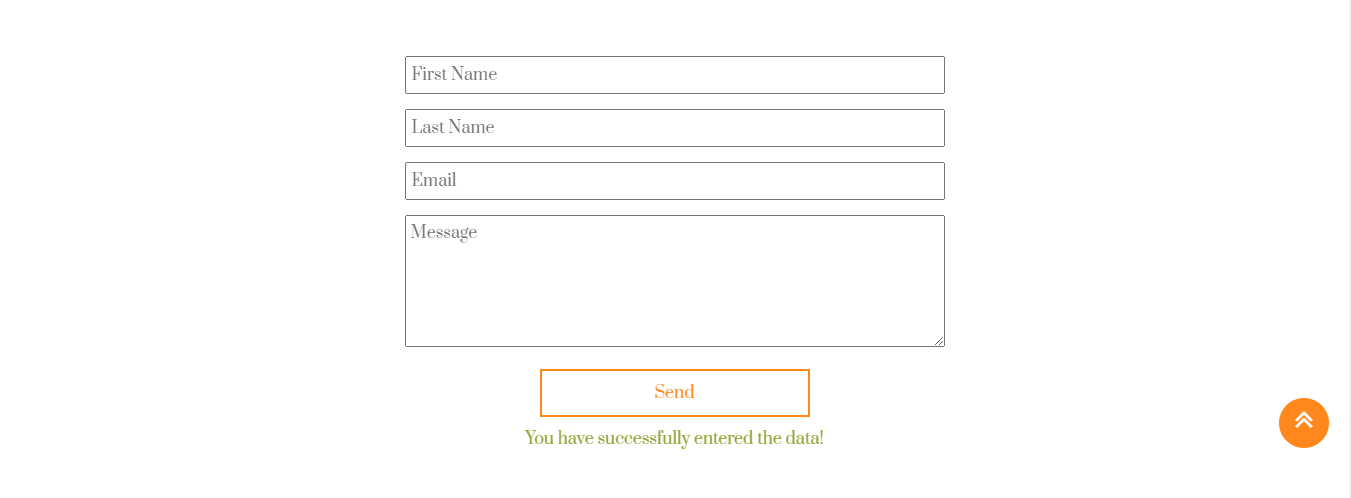 First Name
Last Name
Email
Message
Send
You have successfully entered the data!